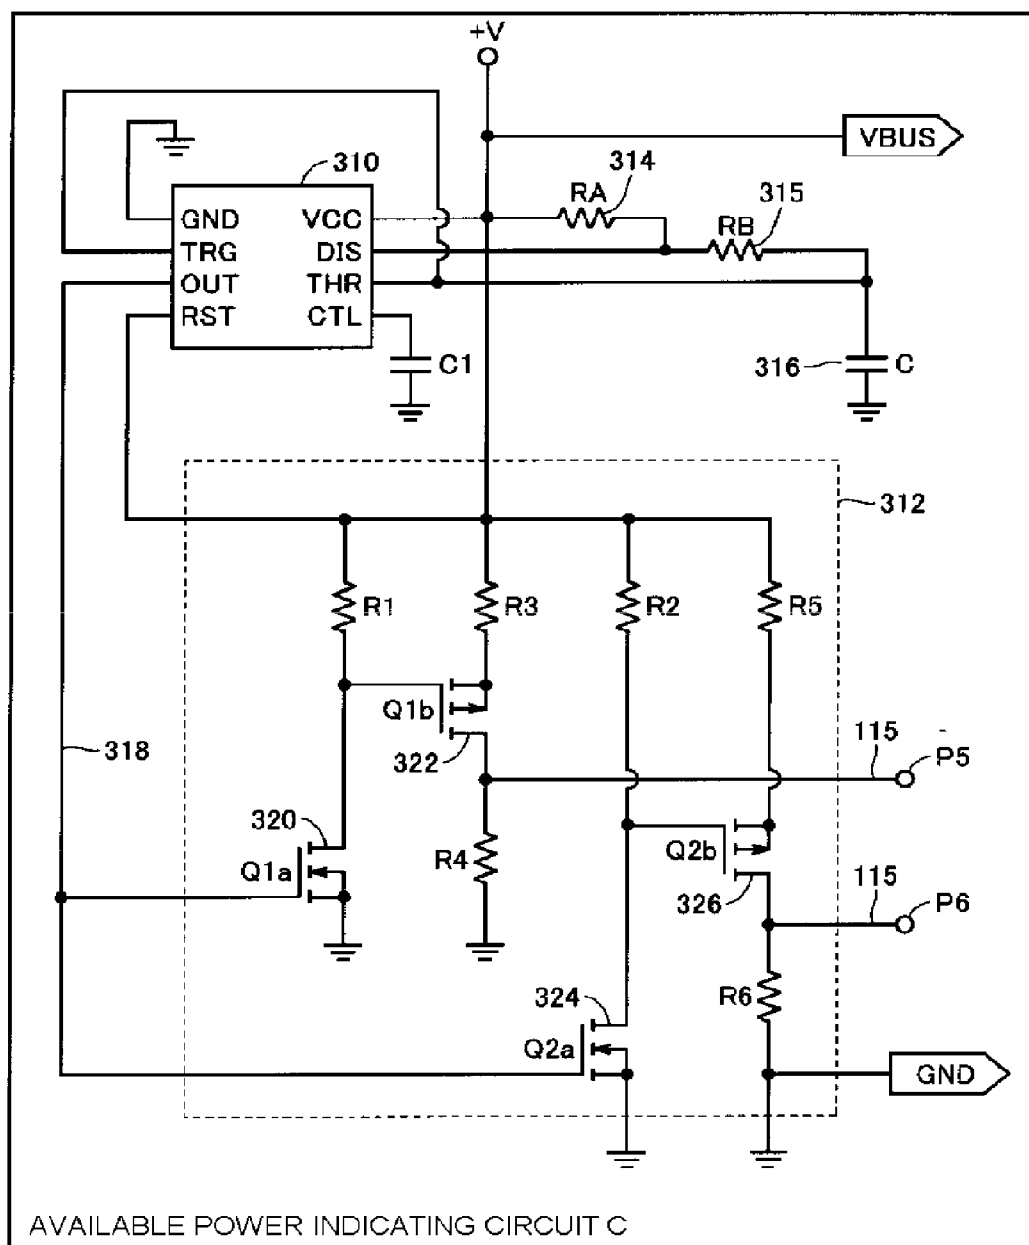 +V
VBUS
310
314
RA
315
RB
GND VCC
TRG DIS
OUT THR
RST CTL
C1
316
C
312
R1
R3
R2
R5
Q1b
322
318
115
P5
320
Q1a
R4
Q2b
326
115
P6
324
Q2a
R6
GND
AVAILABLE POWER INDICATING CIRCUIT C